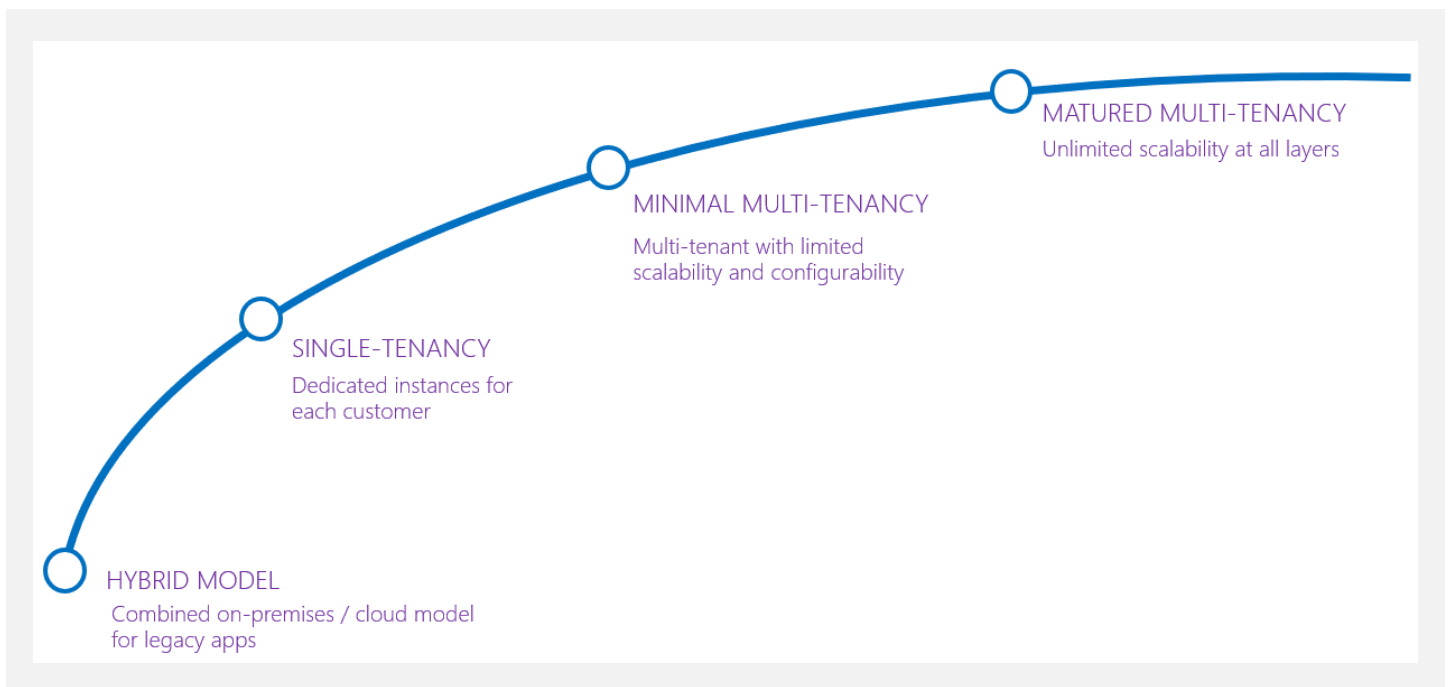 MATURED MULTI-TENANCY
Unlimited scalability at all layers
MINIMAL MULTI-TENANCY
Multi-tenant with limited
scalability and configurability
SINGLE-TENANCY
Dedicated instances for
each customer
HYBRID MODEL
Combined on-premises / cloud model
for legacy apps